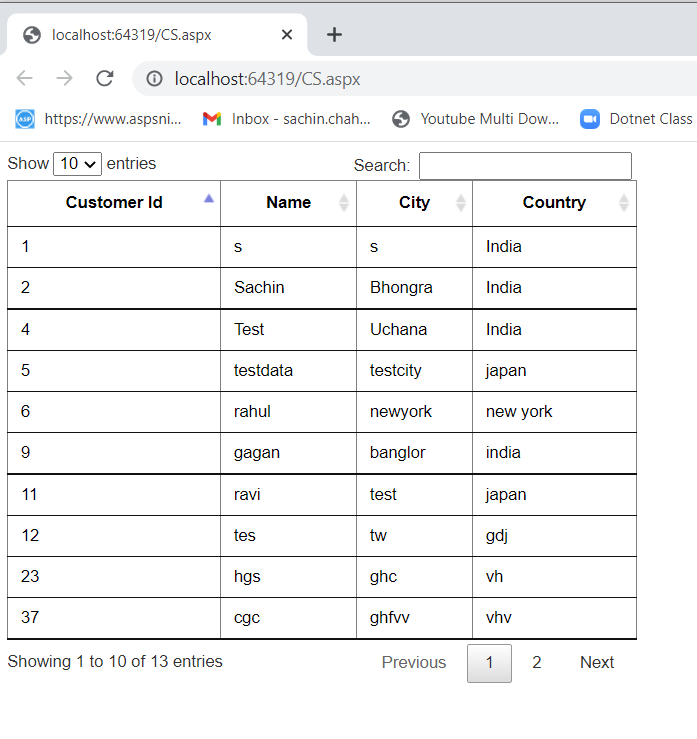 localhost:64319/CS.aspx
localhost:64319/CS.aspx
ASP https://www.aspsni... Inbox - sachin.chah... Youtube Multi Dow... Dotnet Class
Show 10 entries Search:
Customer Id Name City Country
1 s s India
2 Sachin Bhongra India
4 Test Uchana India
5 testdata testcity japan
6 rahul newyork new york
9 gagan banglor india
11 ravi test japan
12 tes tw gdj
23 hgs ghc vh
37 cgc ghfvv vhv
Showing 1 to 10 of 13 entries Previous 1 2 Next